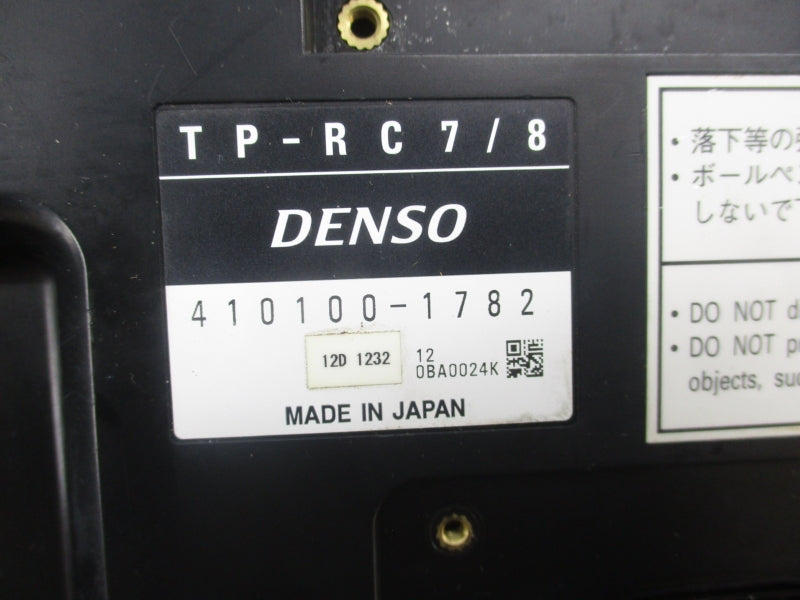 TP-RC7/8
DENSO
410100-1782
12D 1232
12
0BA0024K
MADE IN JAPAN
・落下等の
・ボールペ
しないで
・DO NOT
・DO NOT
objects,